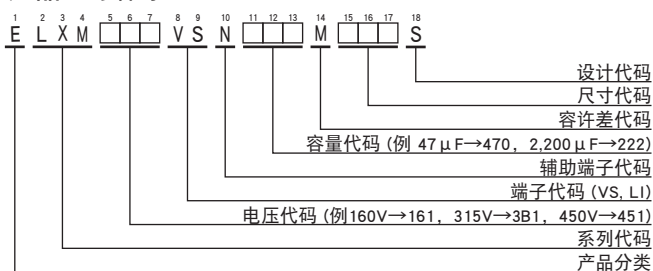 1 2 3 4 5 6 7 8 9 10 11 12 13 14 15 16 17 18
E L X M □□□ V S N □□□ M □□□ S
设计代码
尺寸代码
容许差代码
容量代码 (例 47μF→470, 2,200μF→222)
辅助端子代码
端子代码 (VS, LI)
电压代码 (例160V→161, 315V→3B1, 450V→451)
系列代码
产品分类